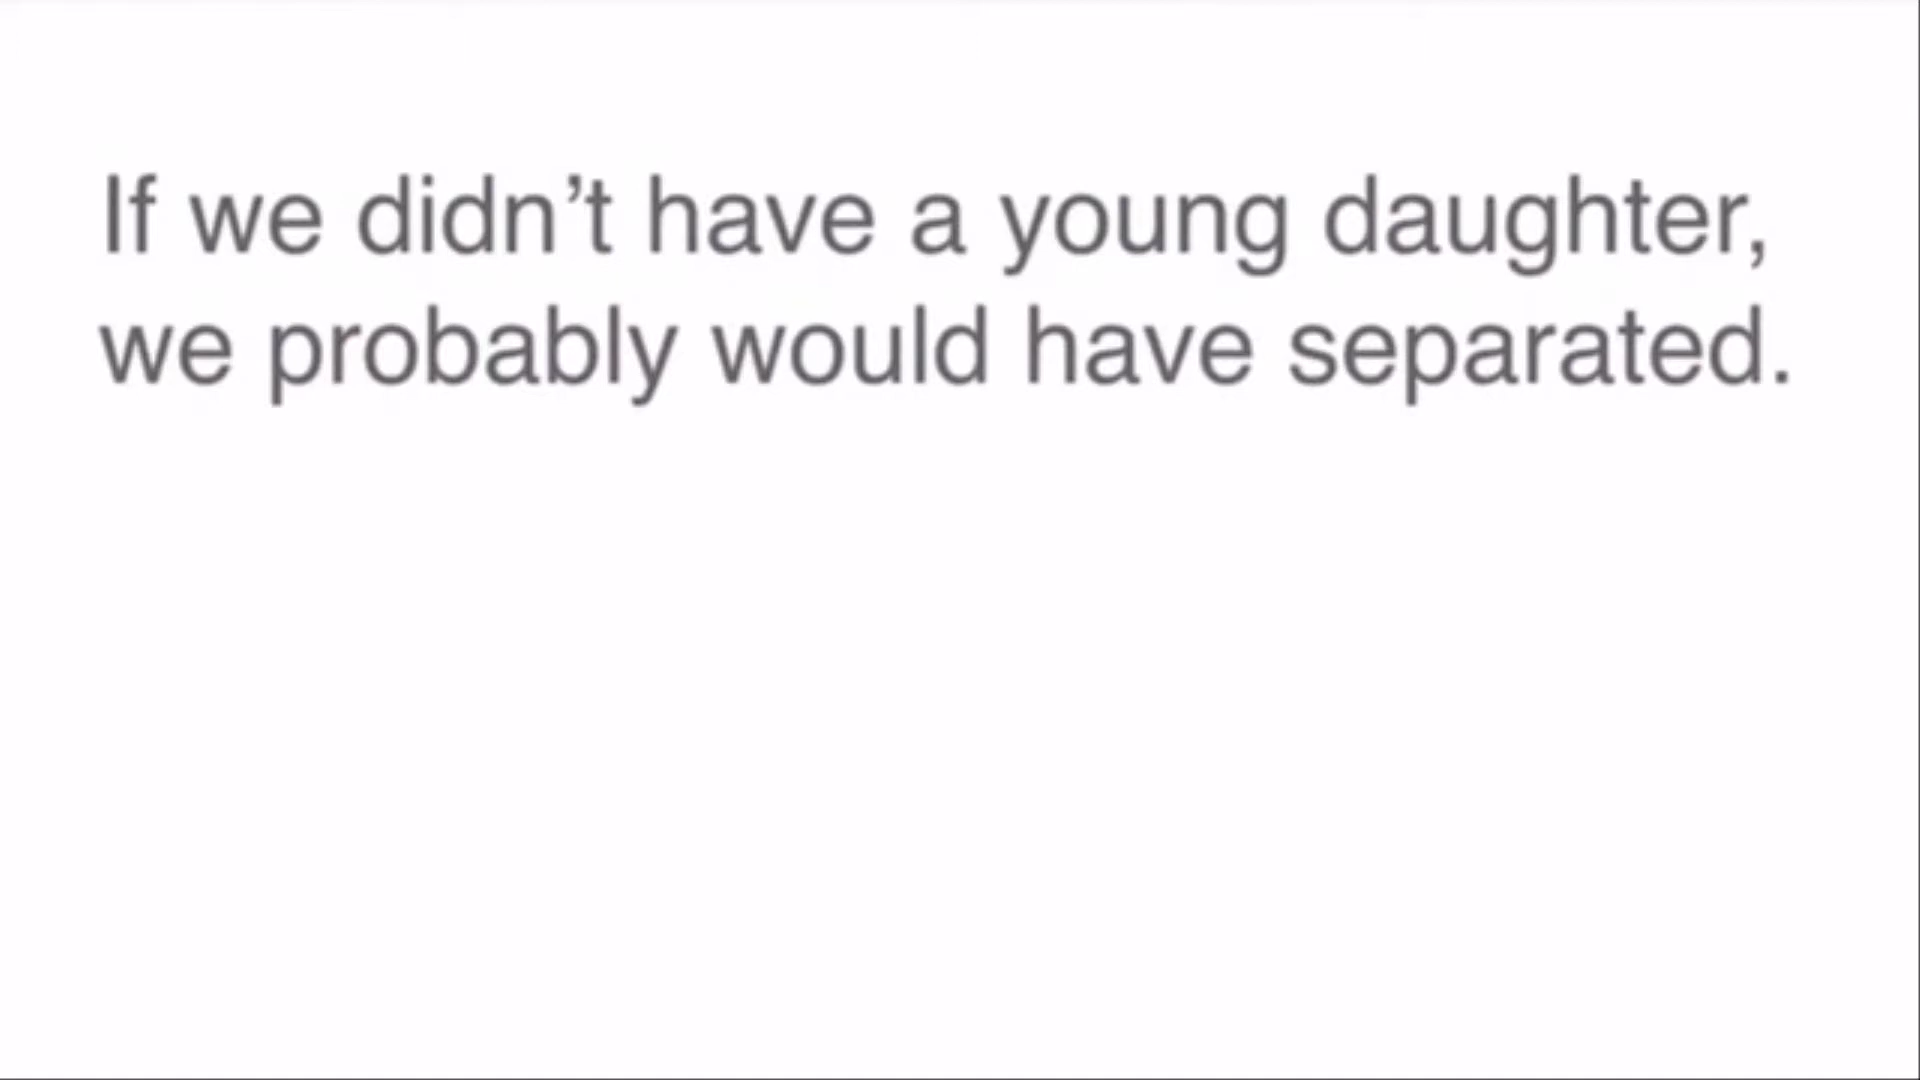 If we didn’t have a young daughter,
we probably would have separated.